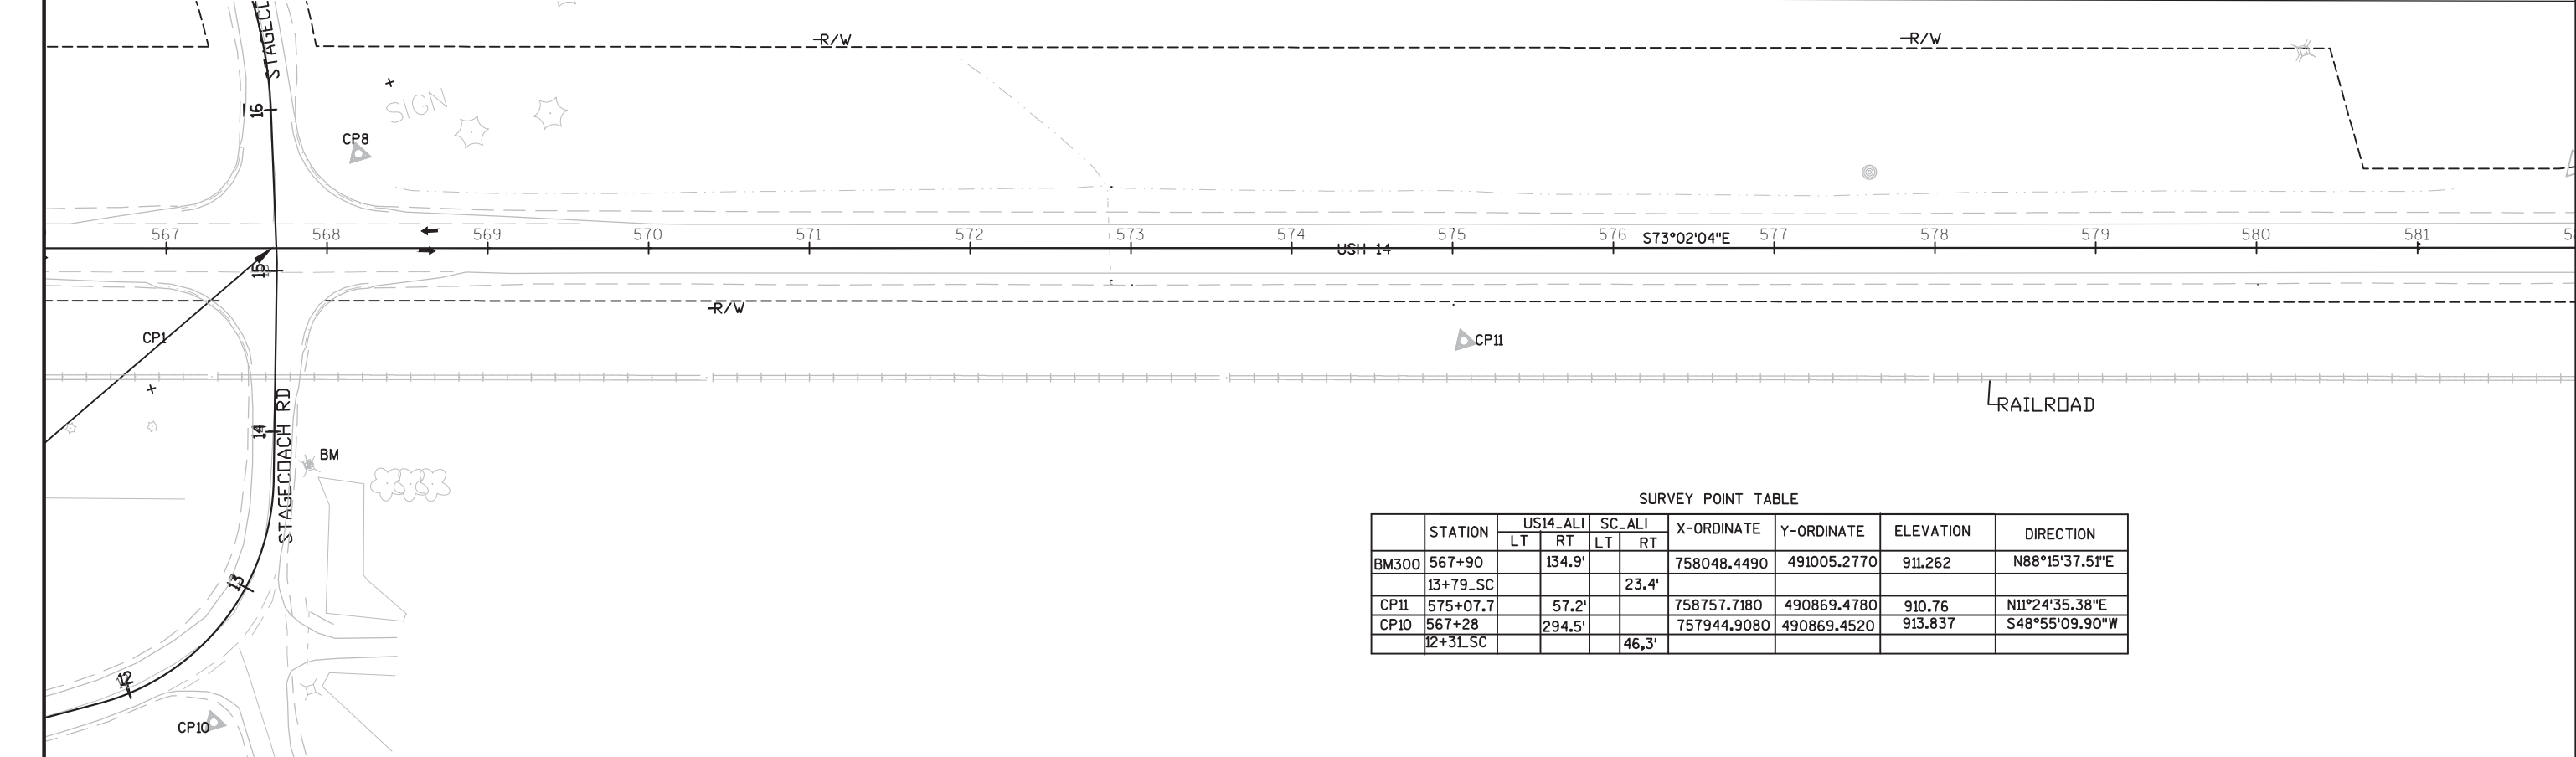 STAGEC
R/W
R/W
SIGN
16
CP8
567 568 569 570 571 572 573 574 575 576 577 578 579 580 581
S73°02'04"E
USH 14
15
R/W
CP1
CP11
RAILROAD
STAGECOACH RD
14
BM
13
12
CP10
SURVEY POINT TABLE
STATION US14_ALI SC_ALI X-ORDINATE Y-ORDINATE ELEVATION DIRECTION
LT RT LT RT
BM300 567+90 134.9' 758048.4490 491005.2770 911.262 N88°15'37.51"E
13+79_SC 23.4'
CP11 575+07.7 57.2' 758757.7180 490869.4780 910.76 N11°24'35.38"E
CP10 567+28 294.5' 757944.9080 490869.4520 913.837 S48°55'09.90"W
12+31_SC 46,3'